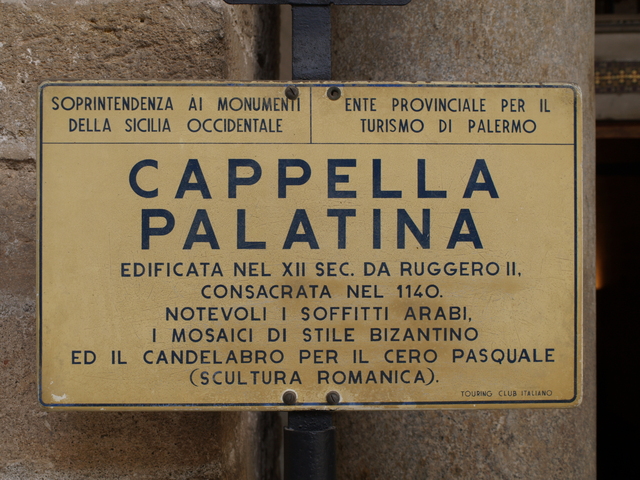 SOPRINTENDENZA AI MONUMENTI
DELLA SICILIA OCCIDENTALE
ENTE PROVINCIALE PER IL
TURISMO DI PALERMO
CAPPELLA
PALATINA
EDIFICATA NEL XII SEC. DA RUGGERO II,
CONSACRATA NEL 1140.
NOTEVOLI I SOFFITTI ARABI,
I MOSAICI DI STILE BIZANTINO
ED IL CANDELABRO PER IL CERO PASQUALE
(SCULTURA ROMANICA).
TOURING CLUB ITALIANO